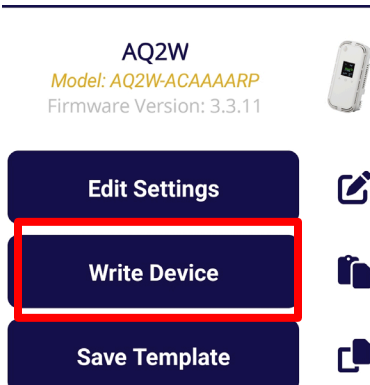 AQ2W
Model: AQ2W-ACAAAARP
Firmware Version: 3.3.11
Edit Settings
Write Device
Save Template